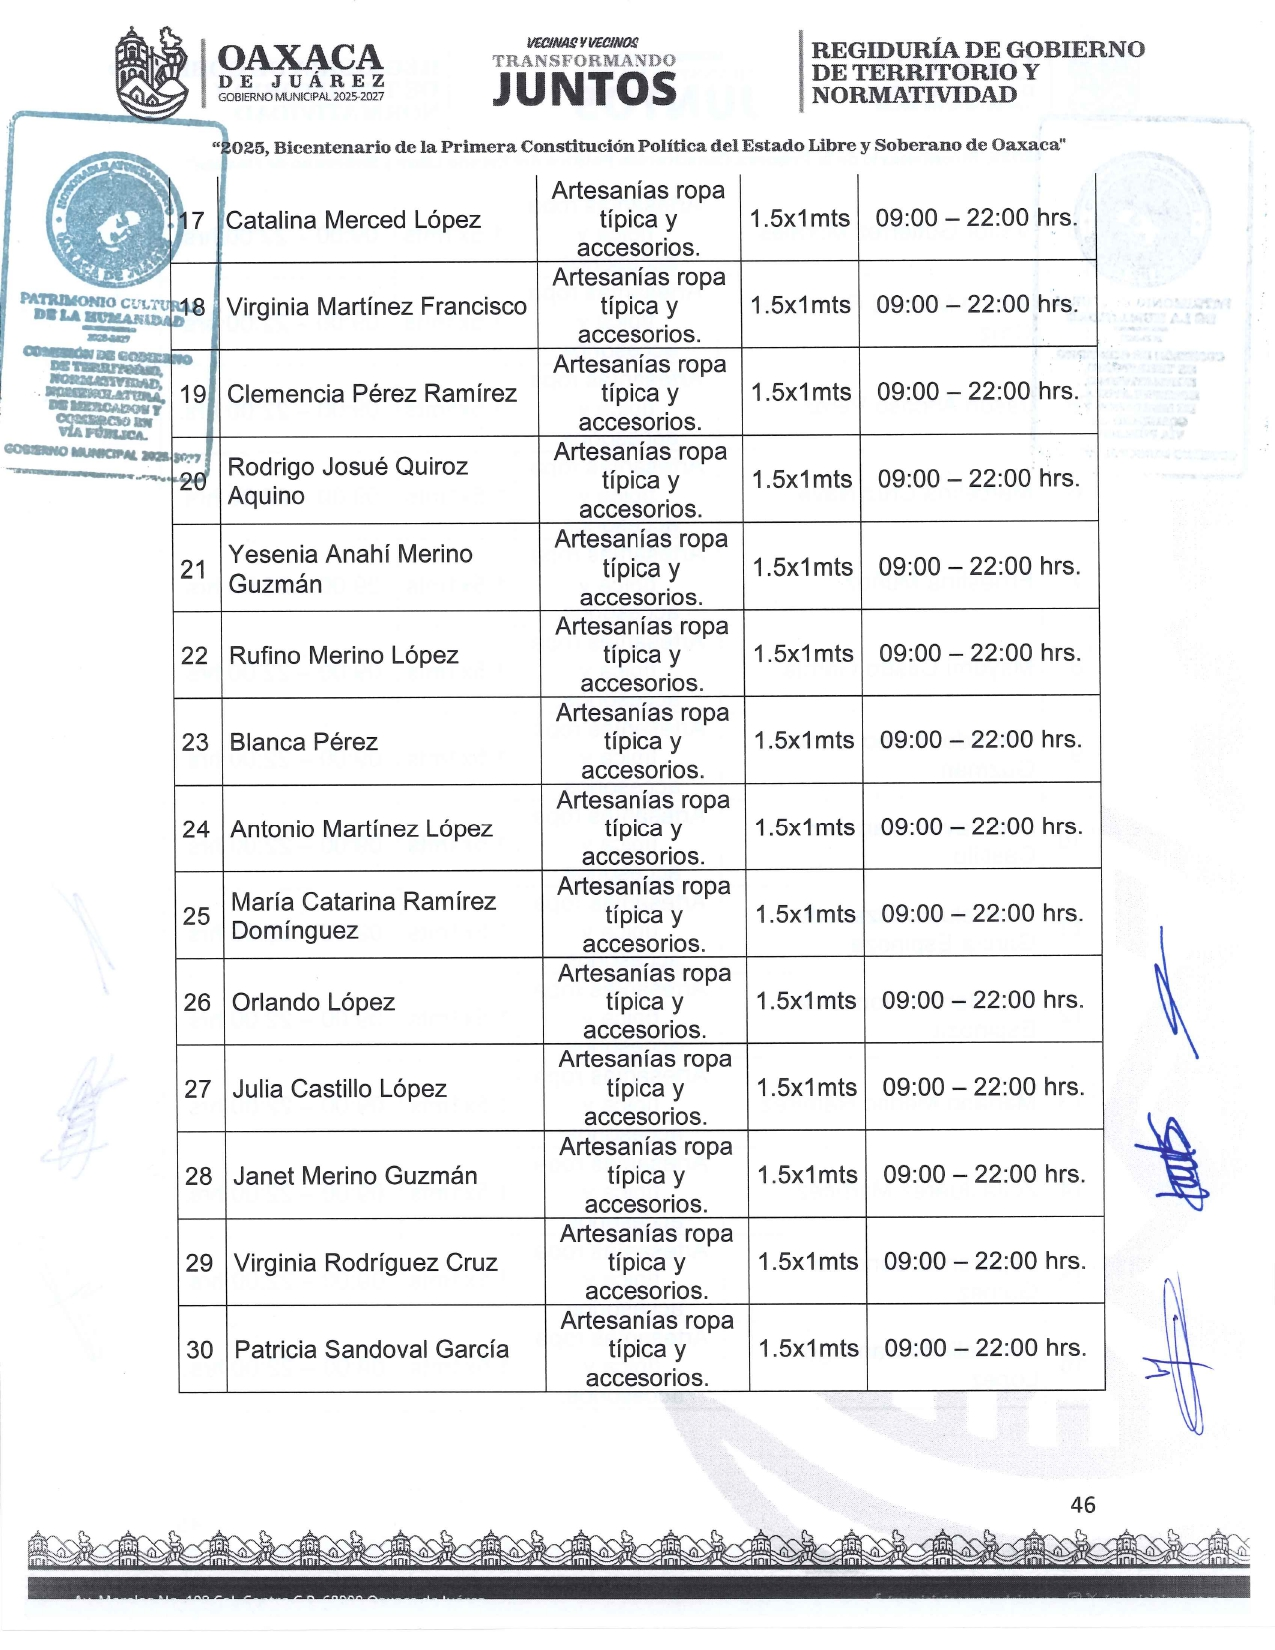 OAXACA
DE JUÁREZ
GOBIERNO MUNICIPAL 2025-2027
VECINAS Y VECINOS
TRANSFORMANDO
JUNTOS
REGIDURÍA DE GOBIERNO
DE TERRITORIO Y
NORMATIVIDAD
“2025, Bicentenario de la Primera Constitución Política del Estado Libre y Soberano de Oaxaca"
PATRIMONIO CULTUR
DE LA HUMANIDAD
2025-2027
COMISIÓN DE GOBIERNO
DE TERRITORIO,
NORMATIVIDAD,
NOMENCLATURA,
DE MERCADOS Y
COMERCIO EN
VÍA PÚBLICA.
GOBIERNO MUNICIPAL 2025-2027
17 Catalina Merced López Artesanías ropa típica y accesorios. 1.5x1mts 09:00 – 22:00 hrs.
18 Virginia Martínez Francisco Artesanías ropa típica y accesorios. 1.5x1mts 09:00 – 22:00 hrs.
19 Clemencia Pérez Ramírez Artesanías ropa típica y accesorios. 1.5x1mts 09:00 – 22:00 hrs.
20 Rodrigo Josué Quiroz Aquino Artesanías ropa típica y accesorios. 1.5x1mts 09:00 – 22:00 hrs.
21 Yesenia Anahí Merino Guzmán Artesanías ropa típica y accesorios. 1.5x1mts 09:00 – 22:00 hrs.
22 Rufino Merino López Artesanías ropa típica y accesorios. 1.5x1mts 09:00 – 22:00 hrs.
23 Blanca Pérez Artesanías ropa típica y accesorios. 1.5x1mts 09:00 – 22:00 hrs.
24 Antonio Martínez López Artesanías ropa típica y accesorios. 1.5x1mts 09:00 – 22:00 hrs.
25 María Catarina Ramírez Domínguez Artesanías ropa típica y accesorios. 1.5x1mts 09:00 – 22:00 hrs.
26 Orlando López Artesanías ropa típica y accesorios. 1.5x1mts 09:00 – 22:00 hrs.
27 Julia Castillo López Artesanías ropa típica y accesorios. 1.5x1mts 09:00 – 22:00 hrs.
28 Janet Merino Guzmán Artesanías ropa típica y accesorios. 1.5x1mts 09:00 – 22:00 hrs.
29 Virginia Rodríguez Cruz Artesanías ropa típica y accesorios. 1.5x1mts 09:00 – 22:00 hrs.
30 Patricia Sandoval García Artesanías ropa típica y accesorios. 1.5x1mts 09:00 – 22:00 hrs.
46